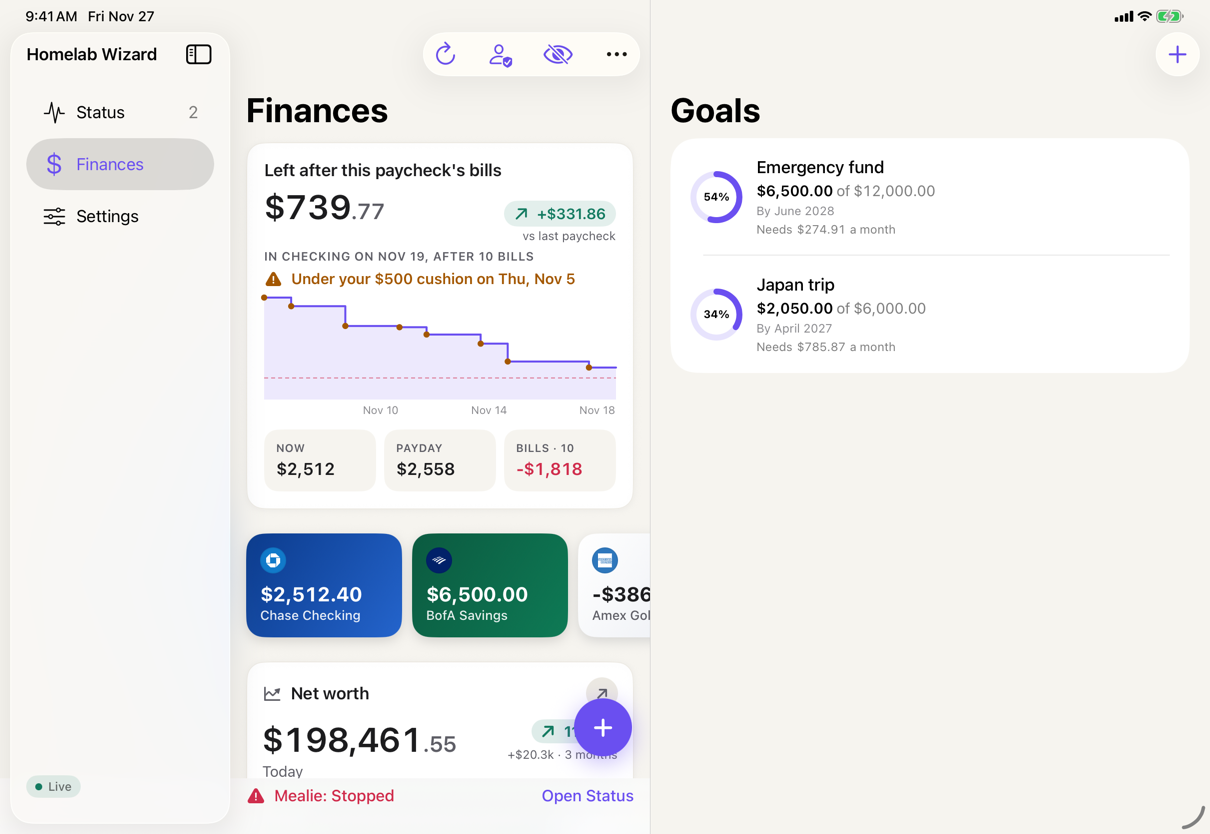 9:41 AM Fri Nov 27
Homelab Wizard
Status 2
Finances
Settings
Live
Finances
Left after this paycheck's bills
$739.77
+$331.86
vs last paycheck
IN CHECKING ON NOV 19, AFTER 10 BILLS
Under your $500 cushion on Thu, Nov 5
Nov 10 Nov 14 Nov 18
NOW
$2,512
PAYDAY
$2,558
BILLS · 10
-$1,818
$2,512.40
Chase Checking
$6,500.00
BofA Savings
-$386
Amex Gol
Net worth
$198,461.55
+$20.3k · 3 months
Today
Mealie: Stopped
Open Status
Goals
54%
Emergency fund
$6,500.00 of $12,000.00
By June 2028
Needs $274.91 a month
34%
Japan trip
$2,050.00 of $6,000.00
By April 2027
Needs $785.87 a month